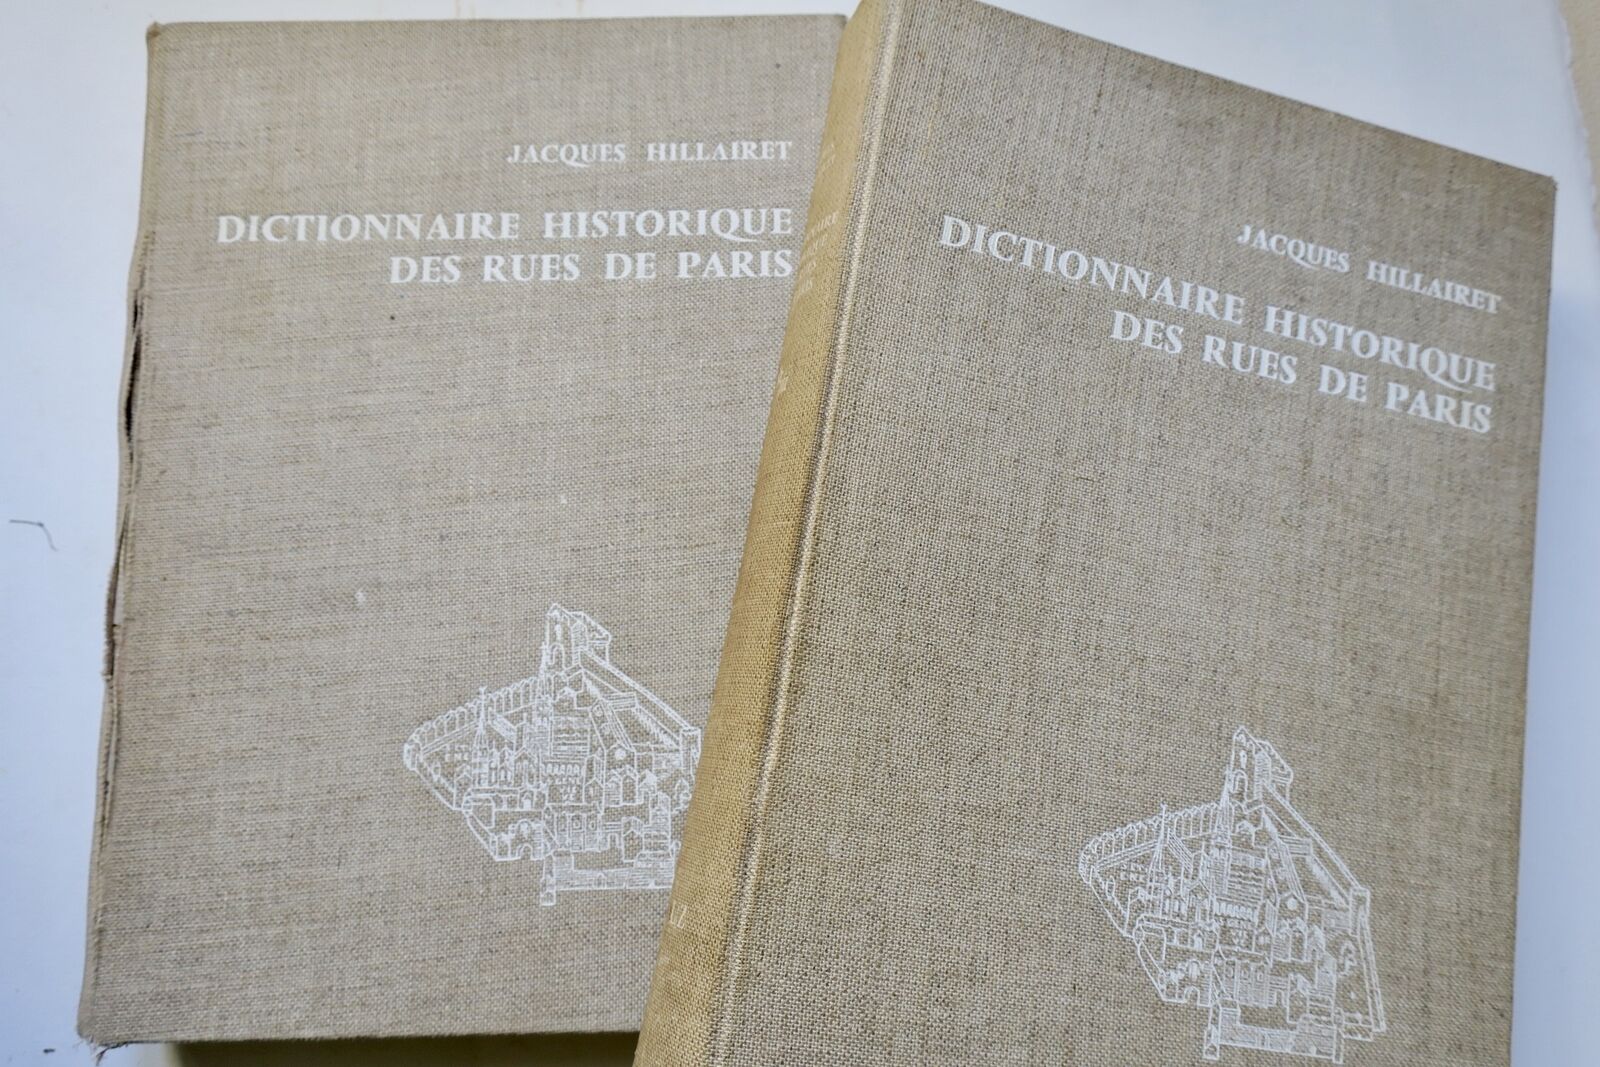 JACQUES HILLAIRET
DICTIONNAIRE HISTORIQUE
DES RUES DE PARIS
JACQUES HILLAIRET
DICTIONNAIRE HISTORIQUE
DES RUES DE PARIS